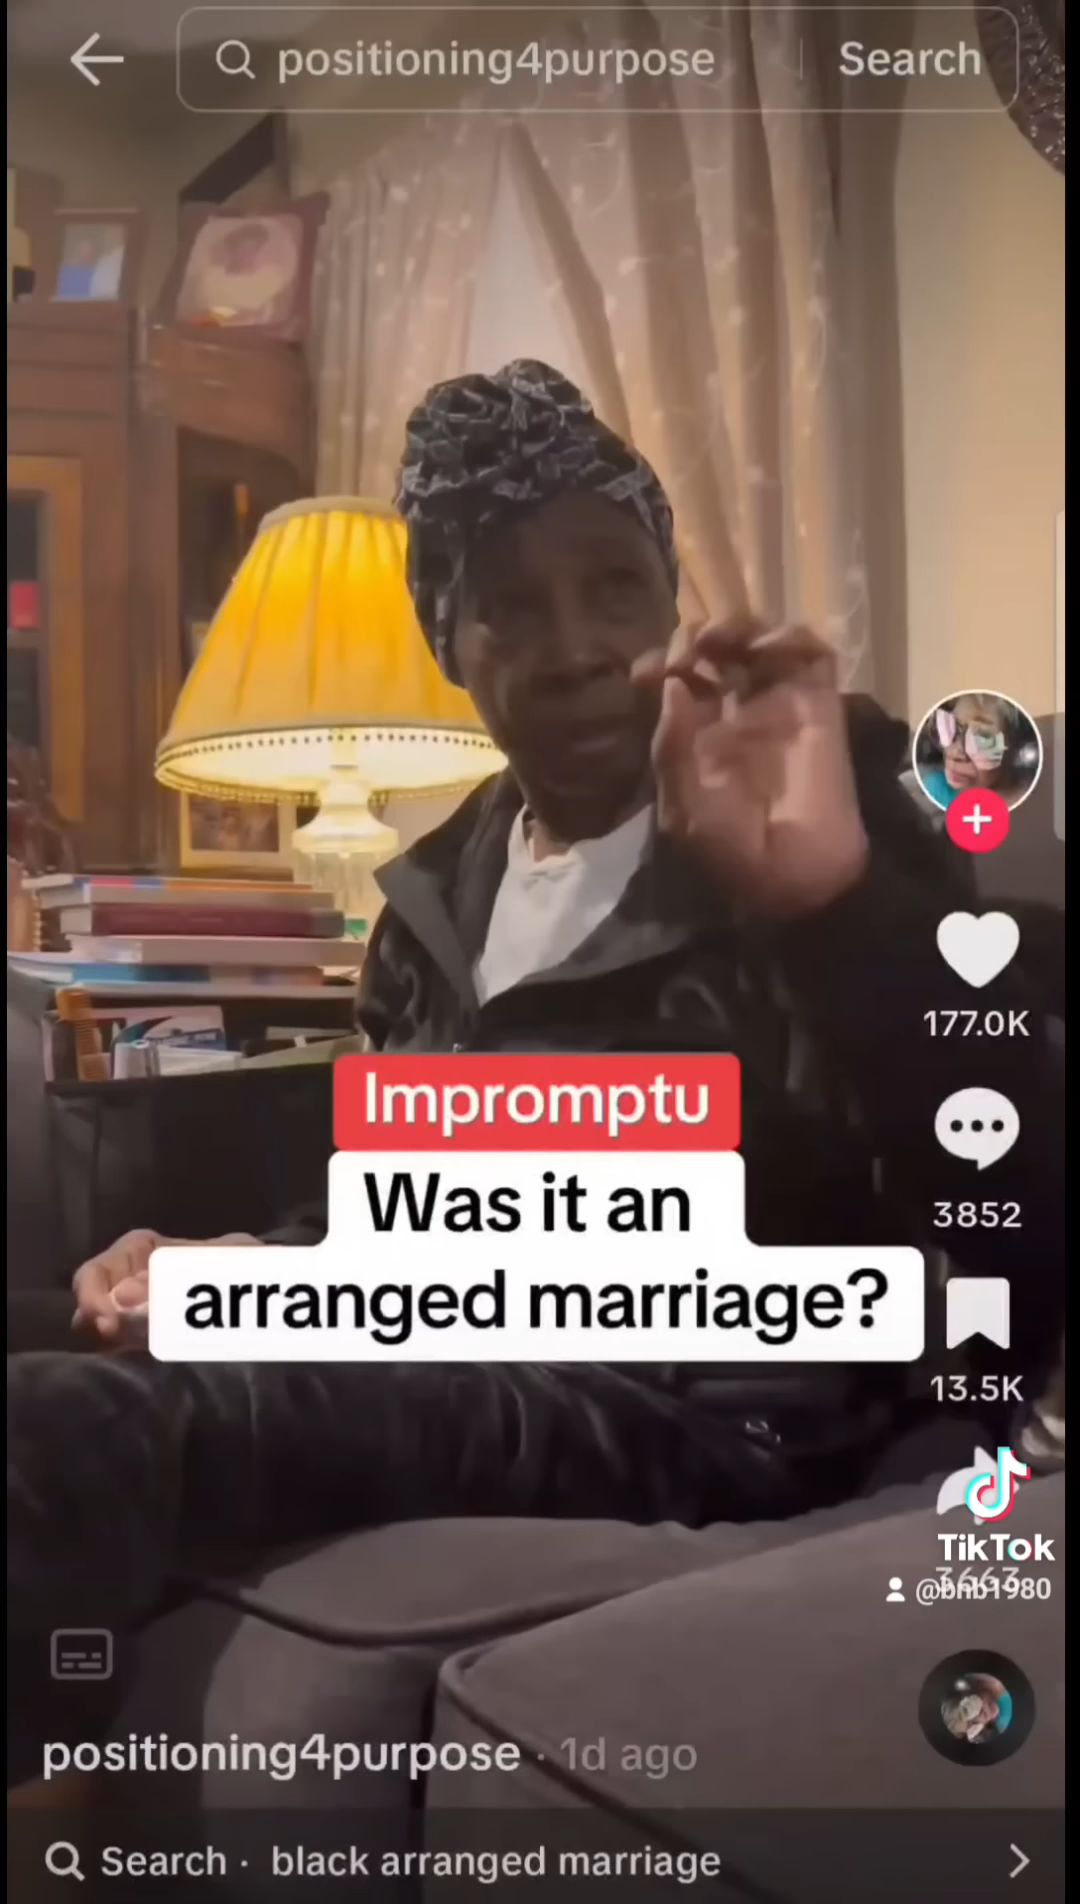 positioning4purpose
Search
177.0K
Impromptu
Was it an
arranged marriage?
3852
13.5K
TikTok
3663
@bnb1980
positioning4purpose · 1d ago
Search · black arranged marriage